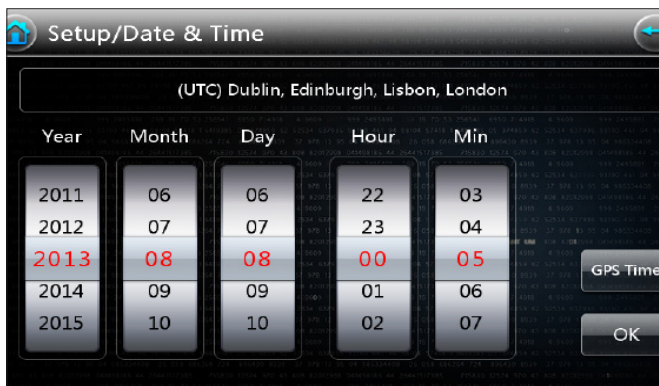 Setup/Date & Time
(UTC) Dublin, Edinburgh, Lisbon, London
Year Month Day Hour Min
2011 06 06 22 03
2012 07 07 23 04
2013 08 08 00 05
GPS Time
2014 09 09 01 06
2015 10 10 02 07
OK